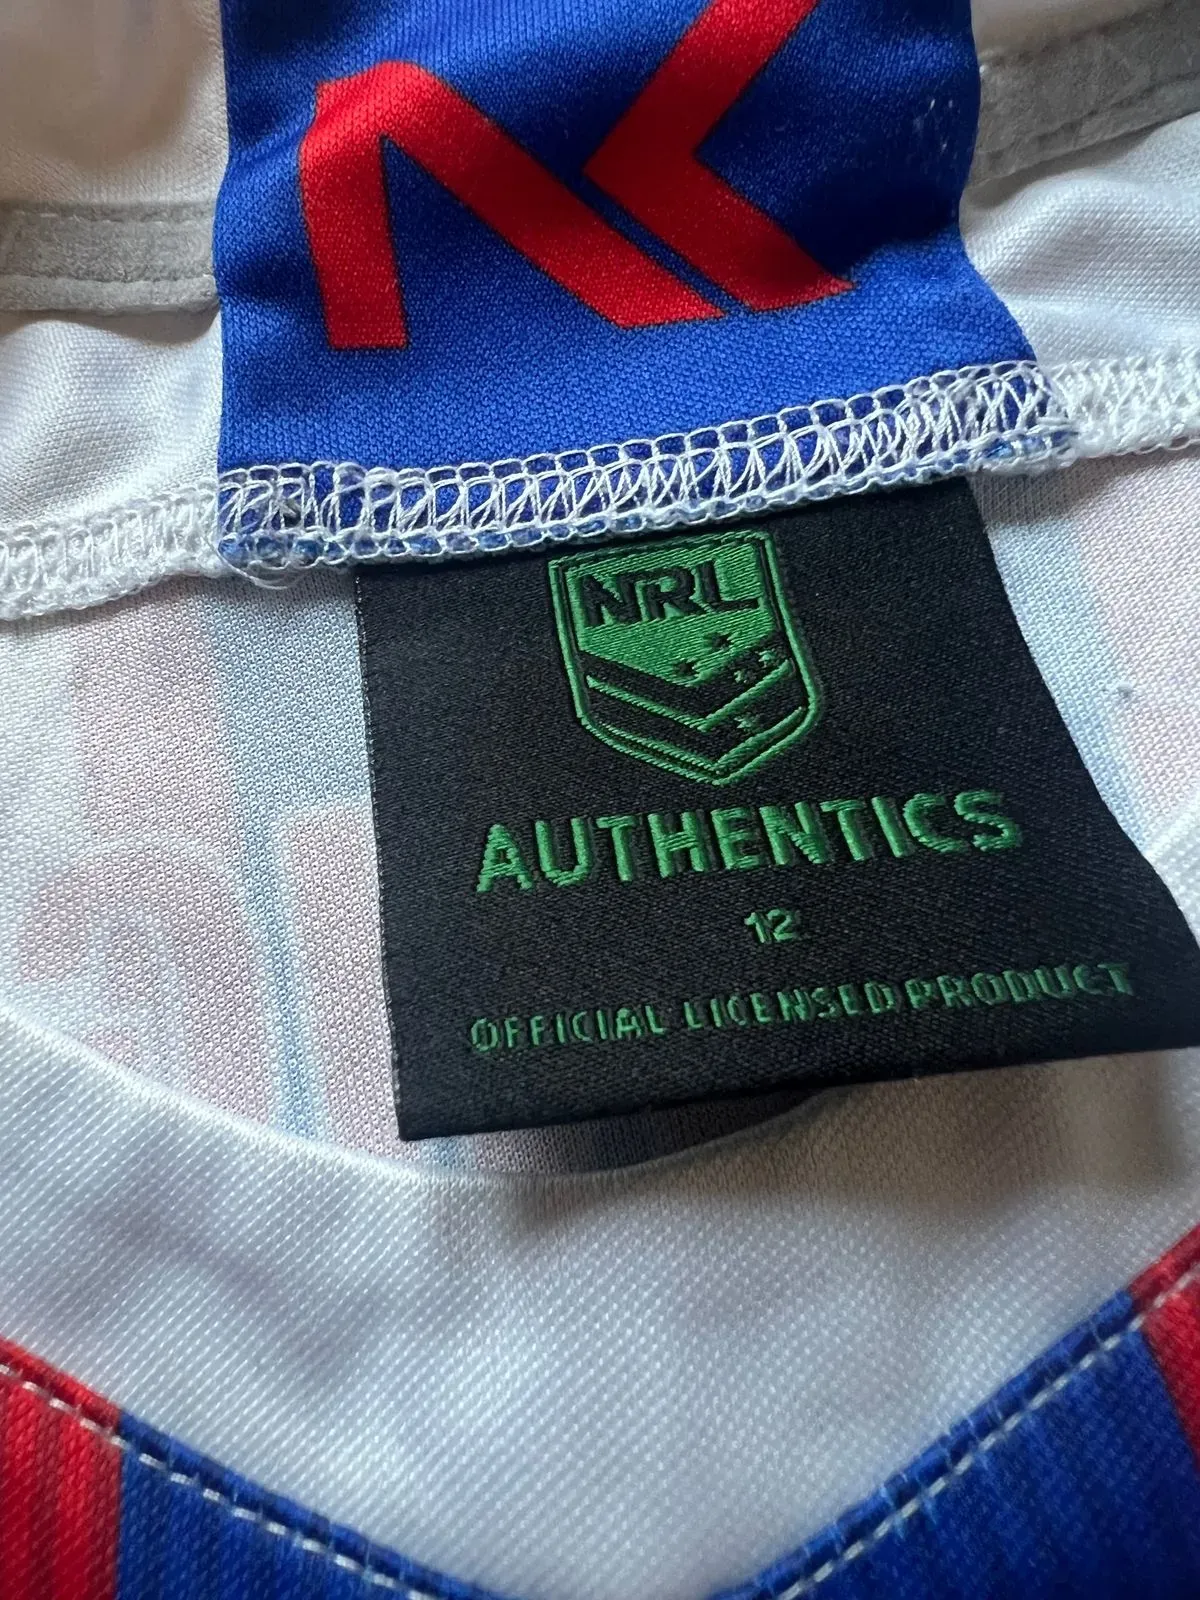 NRL
AUTHENTICS
12
OFFICIAL LICENSED PRODUCT